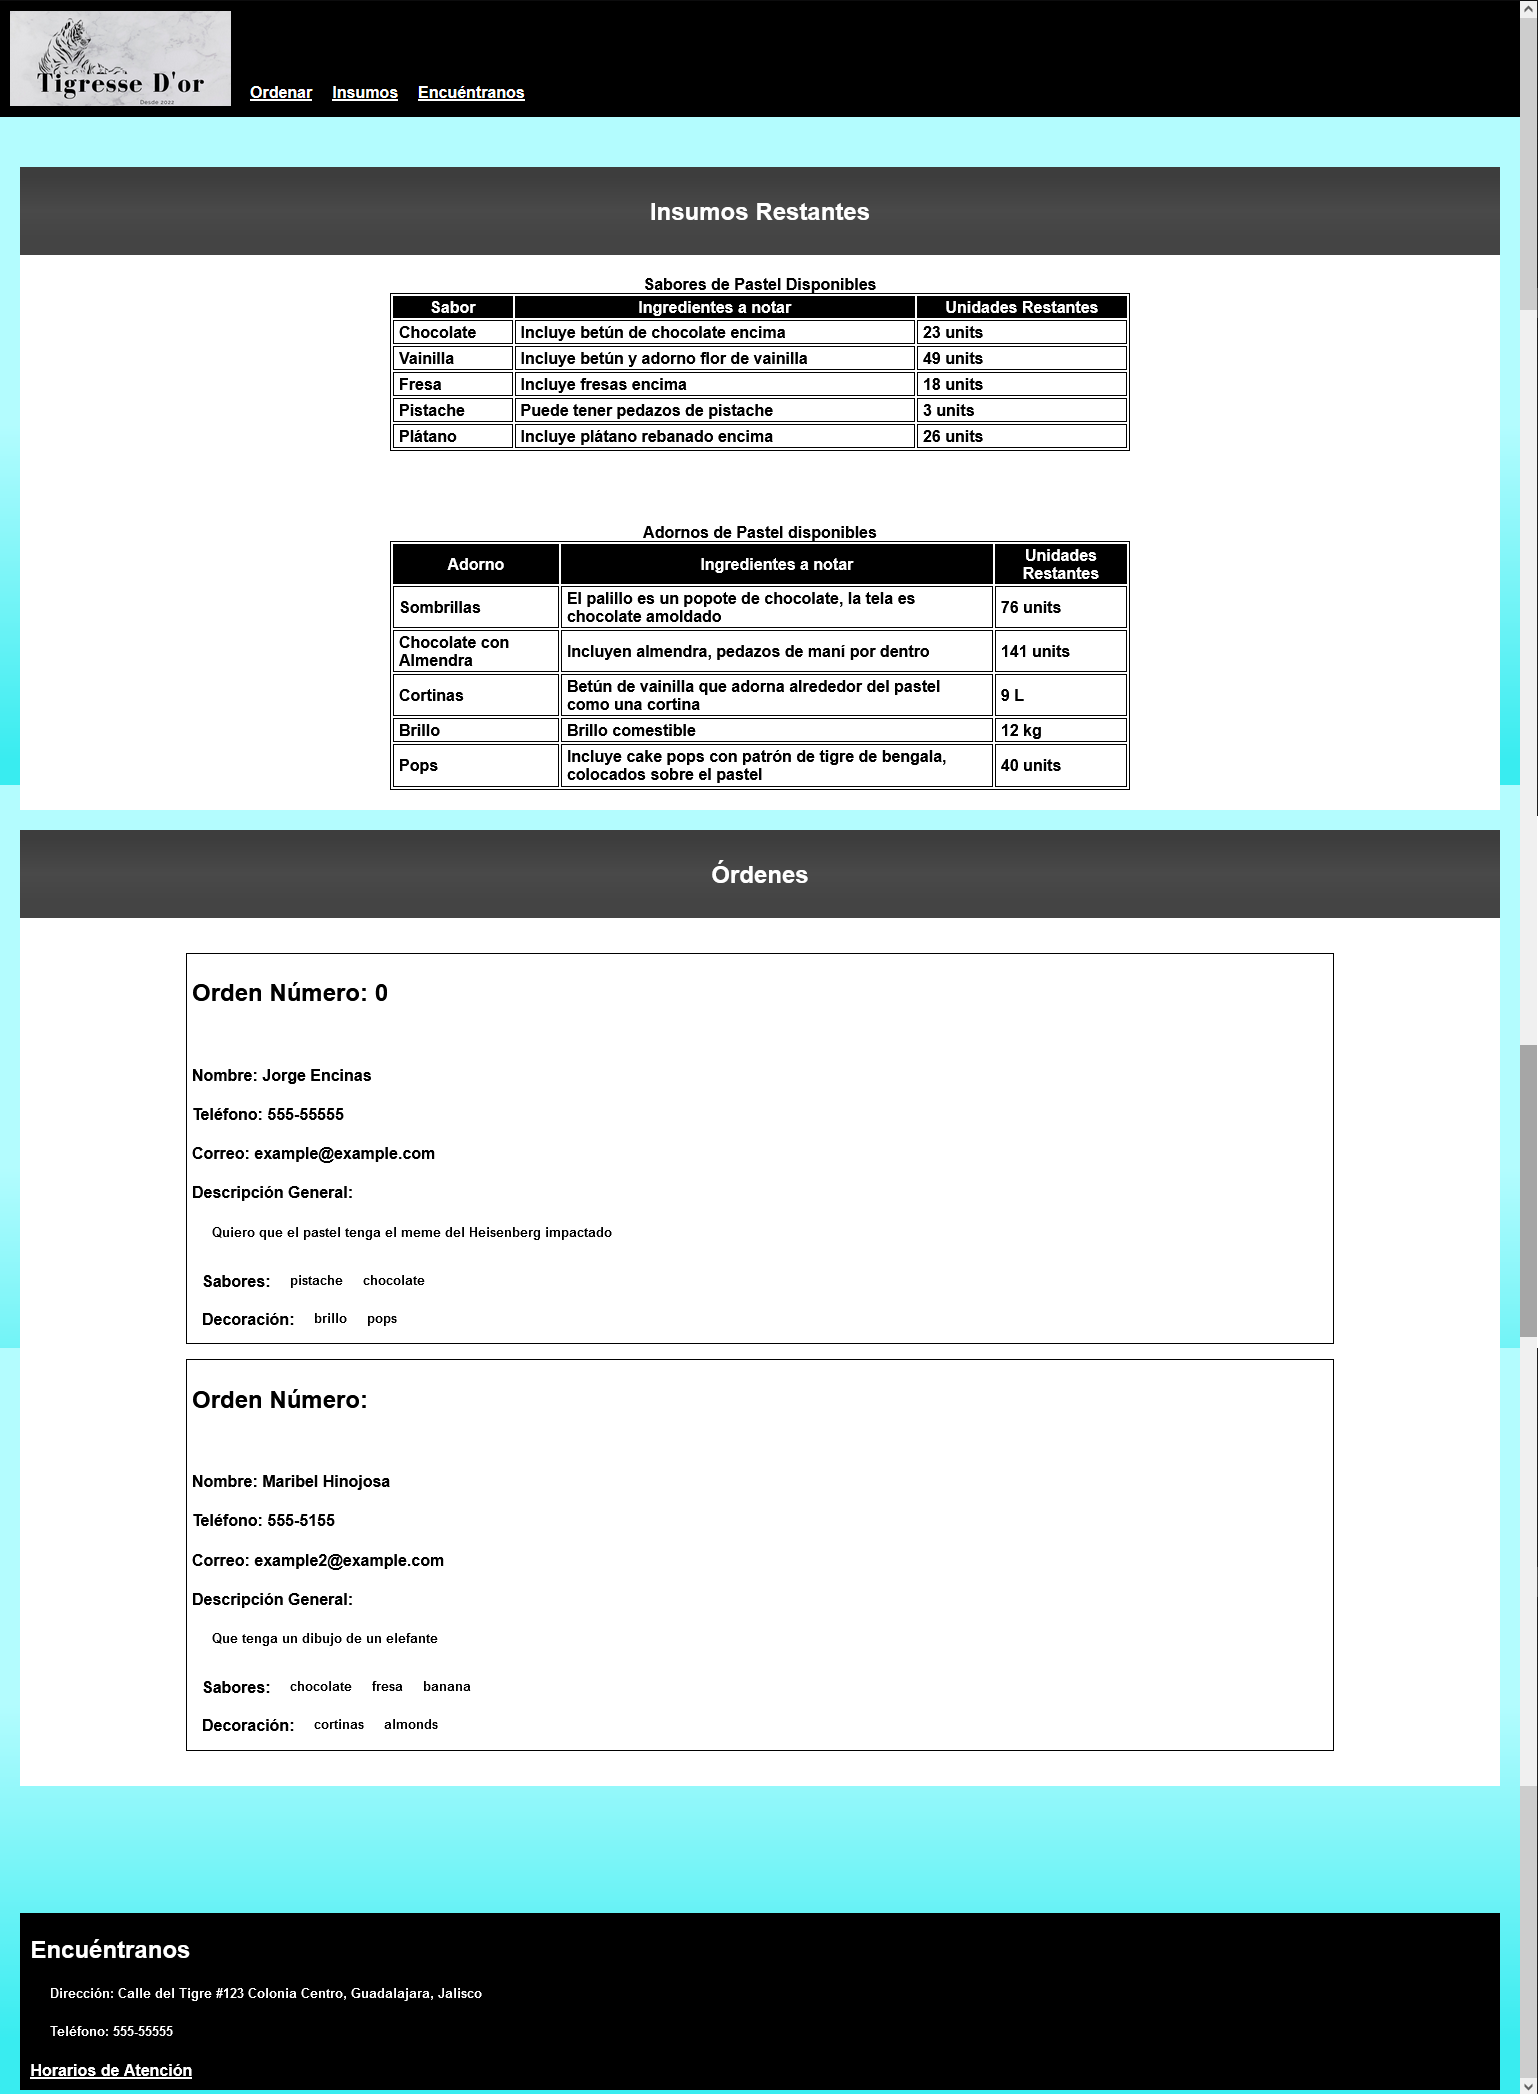 Tigresse D'or
Desde 2022
Ordenar Insumos Encuéntranos
Insumos Restantes
Sabores de Pastel Disponibles
Sabor Ingredientes a notar Unidades Restantes
Chocolate Incluye betún de chocolate encima 23 units
Vainilla Incluye betún y adorno flor de vainilla 49 units
Fresa Incluye fresas encima 18 units
Pistache Puede tener pedazos de pistache 3 units
Plátano Incluye plátano rebanado encima 26 units
Adornos de Pastel disponibles
Adorno Ingredientes a notar Unidades
Restantes
Sombrillas El palillo es un popote de chocolate, la tela es
chocolate amoldado 76 units
Chocolate con
Almendra Incluyen almendra, pedazos de maní por dentro 141 units
Cortinas Betún de vainilla que adorna alrededor del pastel
como una cortina 9 L
Brillo Brillo comestible 12 kg
Pops Incluye cake pops con patrón de tigre de bengala,
colocados sobre el pastel 40 units
Órdenes
Orden Número: 0
Nombre: Jorge Encinas
Teléfono: 555-55555
Correo: example@example.com
Descripción General:
Quiero que el pastel tenga el meme del Heisenberg impactado
Sabores: pistache chocolate
Decoración: brillo pops
Orden Número:
Nombre: Maribel Hinojosa
Teléfono: 555-5155
Correo: example2@example.com
Descripción General:
Que tenga un dibujo de un elefante
Sabores: chocolate fresa banana
Decoración: cortinas almonds
Encuéntranos
Dirección: Calle del Tigre #123 Colonia Centro, Guadalajara, Jalisco
Teléfono: 555-55555
Horarios de Atención